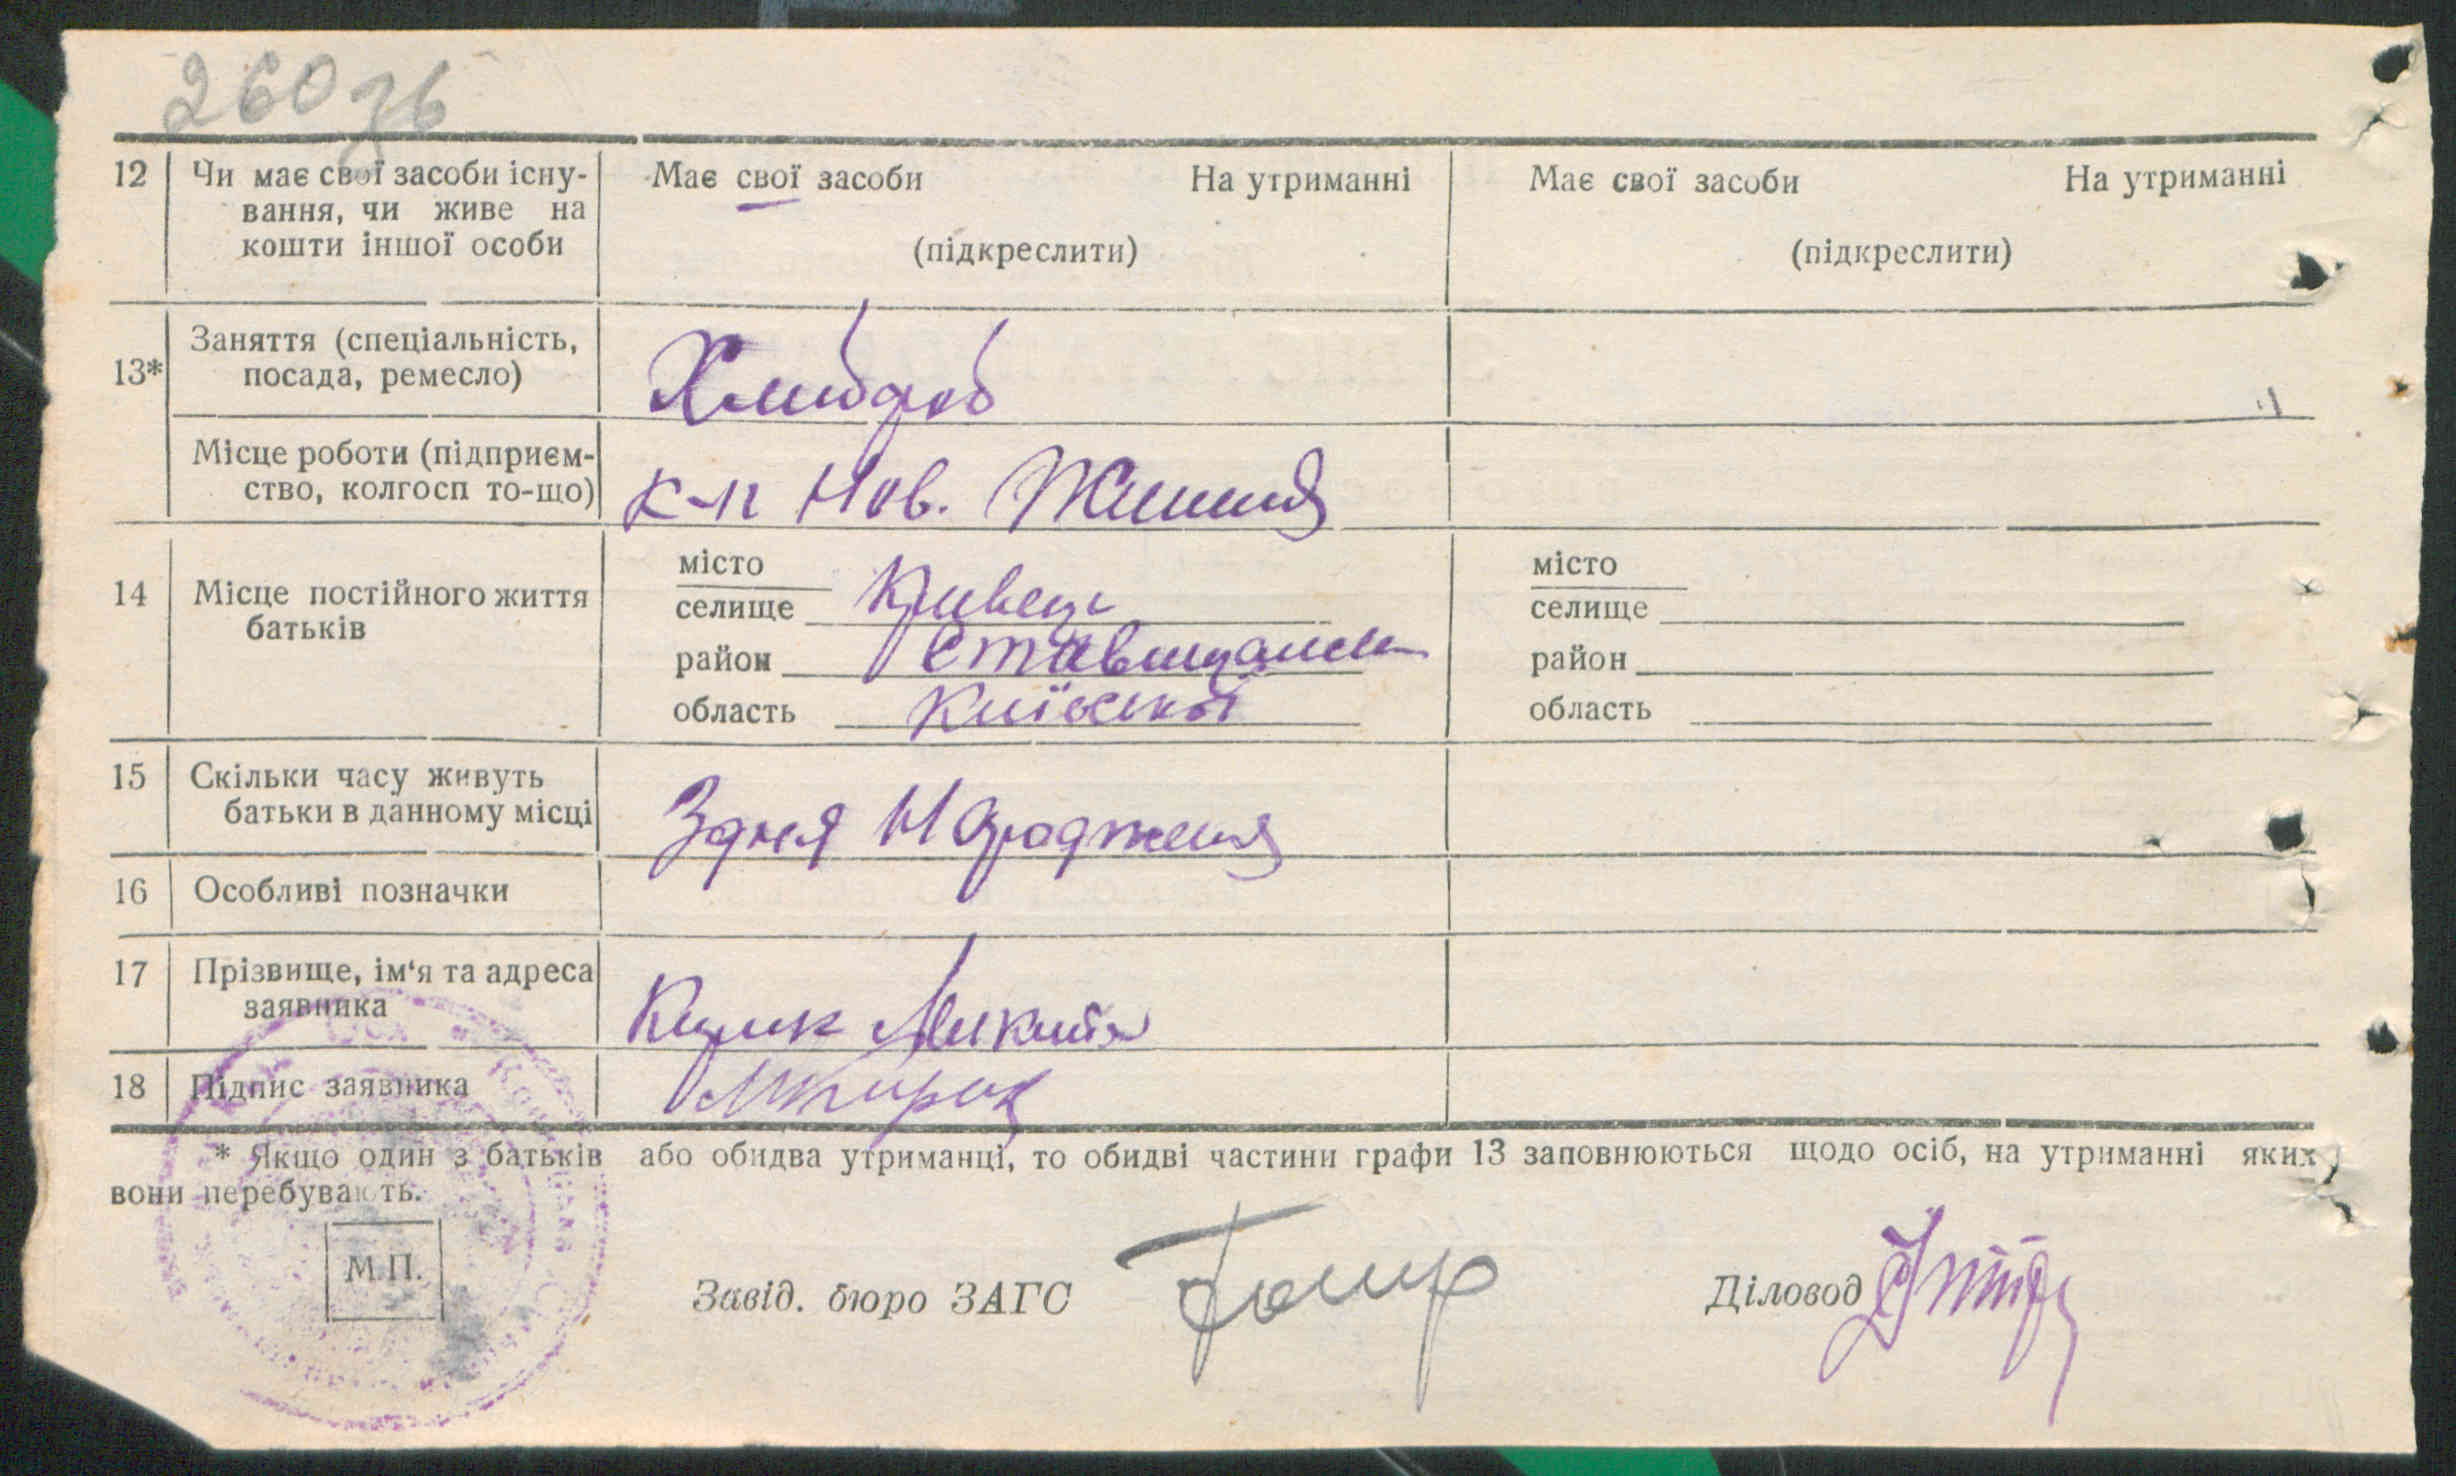 260 зв
12 Чи має свої засоби існу-
вання, чи живе на
кошти іншої особи
Має свої засоби На утриманні
(підкреслити)
Має свої засоби На утриманні
(підкреслити)
13* Заняття (спеціальність,
посада, ремесло)
Хлибороб
Місце роботи (підприєм-
ство, колгосп то-що)
к-п Нов. Життя
14 Місце постійного життя
батьків
місто
селище Кривець
район Ставищанськ
область Київської
місто
селище
район
область
15 Скільки часу живуть
батьки в данному місці
З дня Народження
16 Особливі позначки
17 Прізвище, ім'я та адреса
заявника
Микита
18 Підпис заявника
* Якщо один з батьків або обидва утриманці, то обидві частини графи 13 заповнюються щодо осіб, на утриманні яких
вони перебувають.
М.П.
Завід. бюро ЗАГС
Діловод